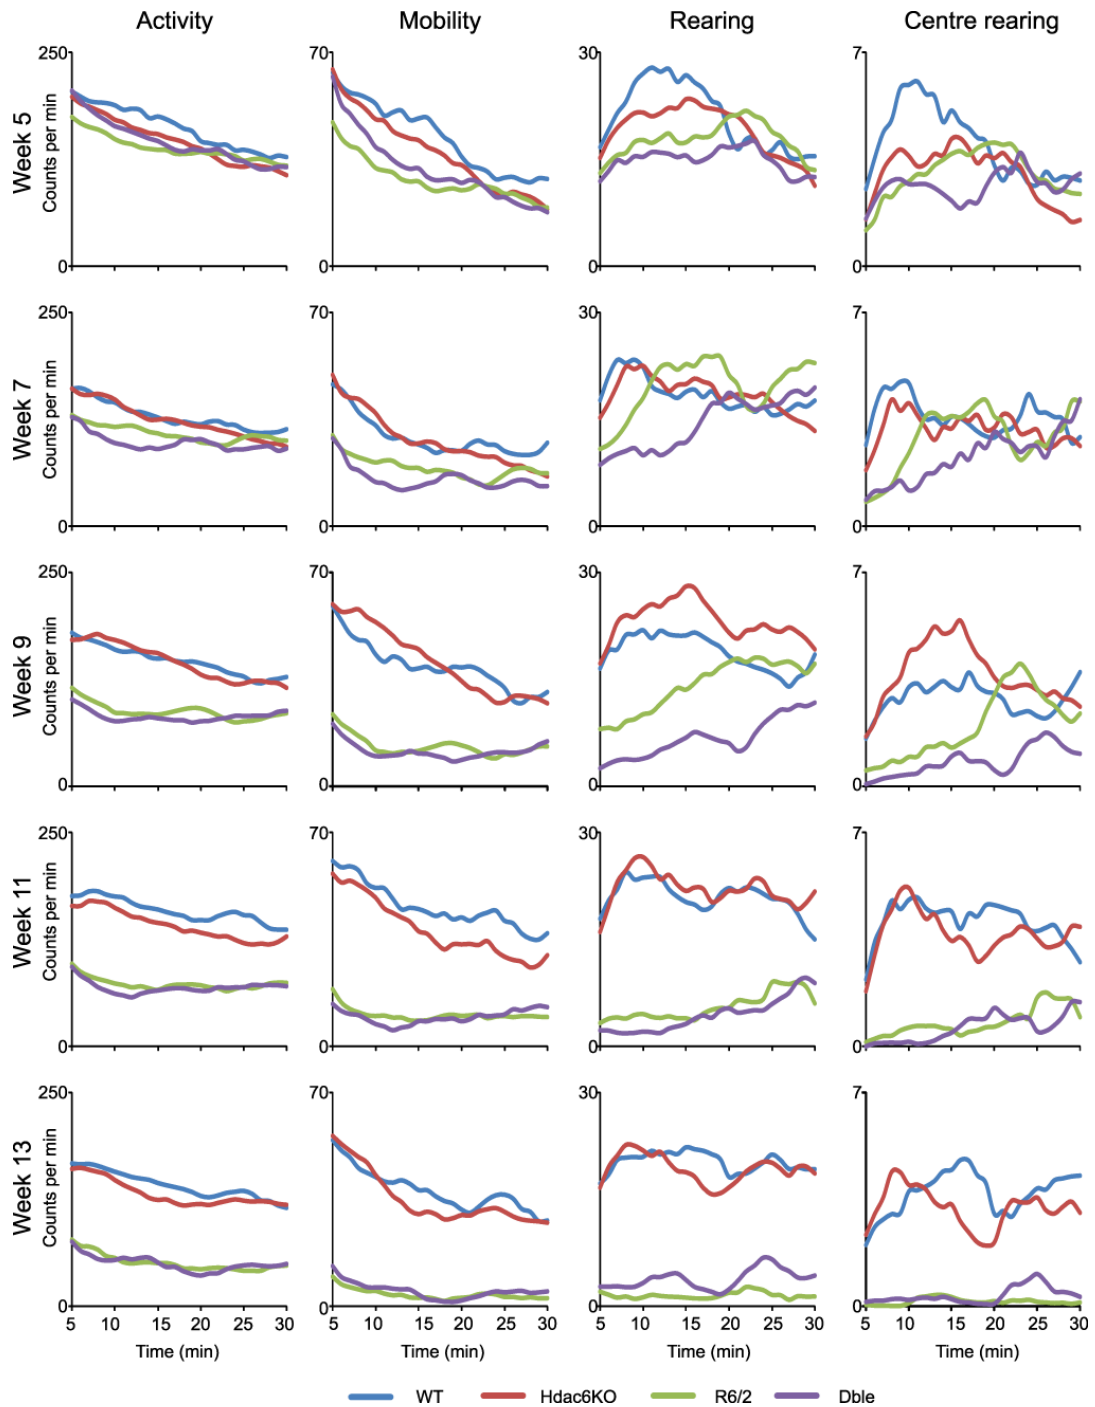 Activity Mobility Rearing Centre rearing
Week 5
Counts per min
250 70 30 7
0 0 0 0
Week 7
Counts per min
250 70 30 7
0 0 0 0
Week 9
Counts per min
250 70 30 7
0 0 0 0
Week 11
Counts per min
250 70 30 7
0 0 0 0
Week 13
Counts per min
250 70 30 7
0 0 0 0
5 10 15 20 25 30 5 10 15 20 25 30 5 10 15 20 25 30 5 10 15 20 25 30
Time (min) Time (min) Time (min) Time (min)
WT Hdac6KO R6/2 Dble